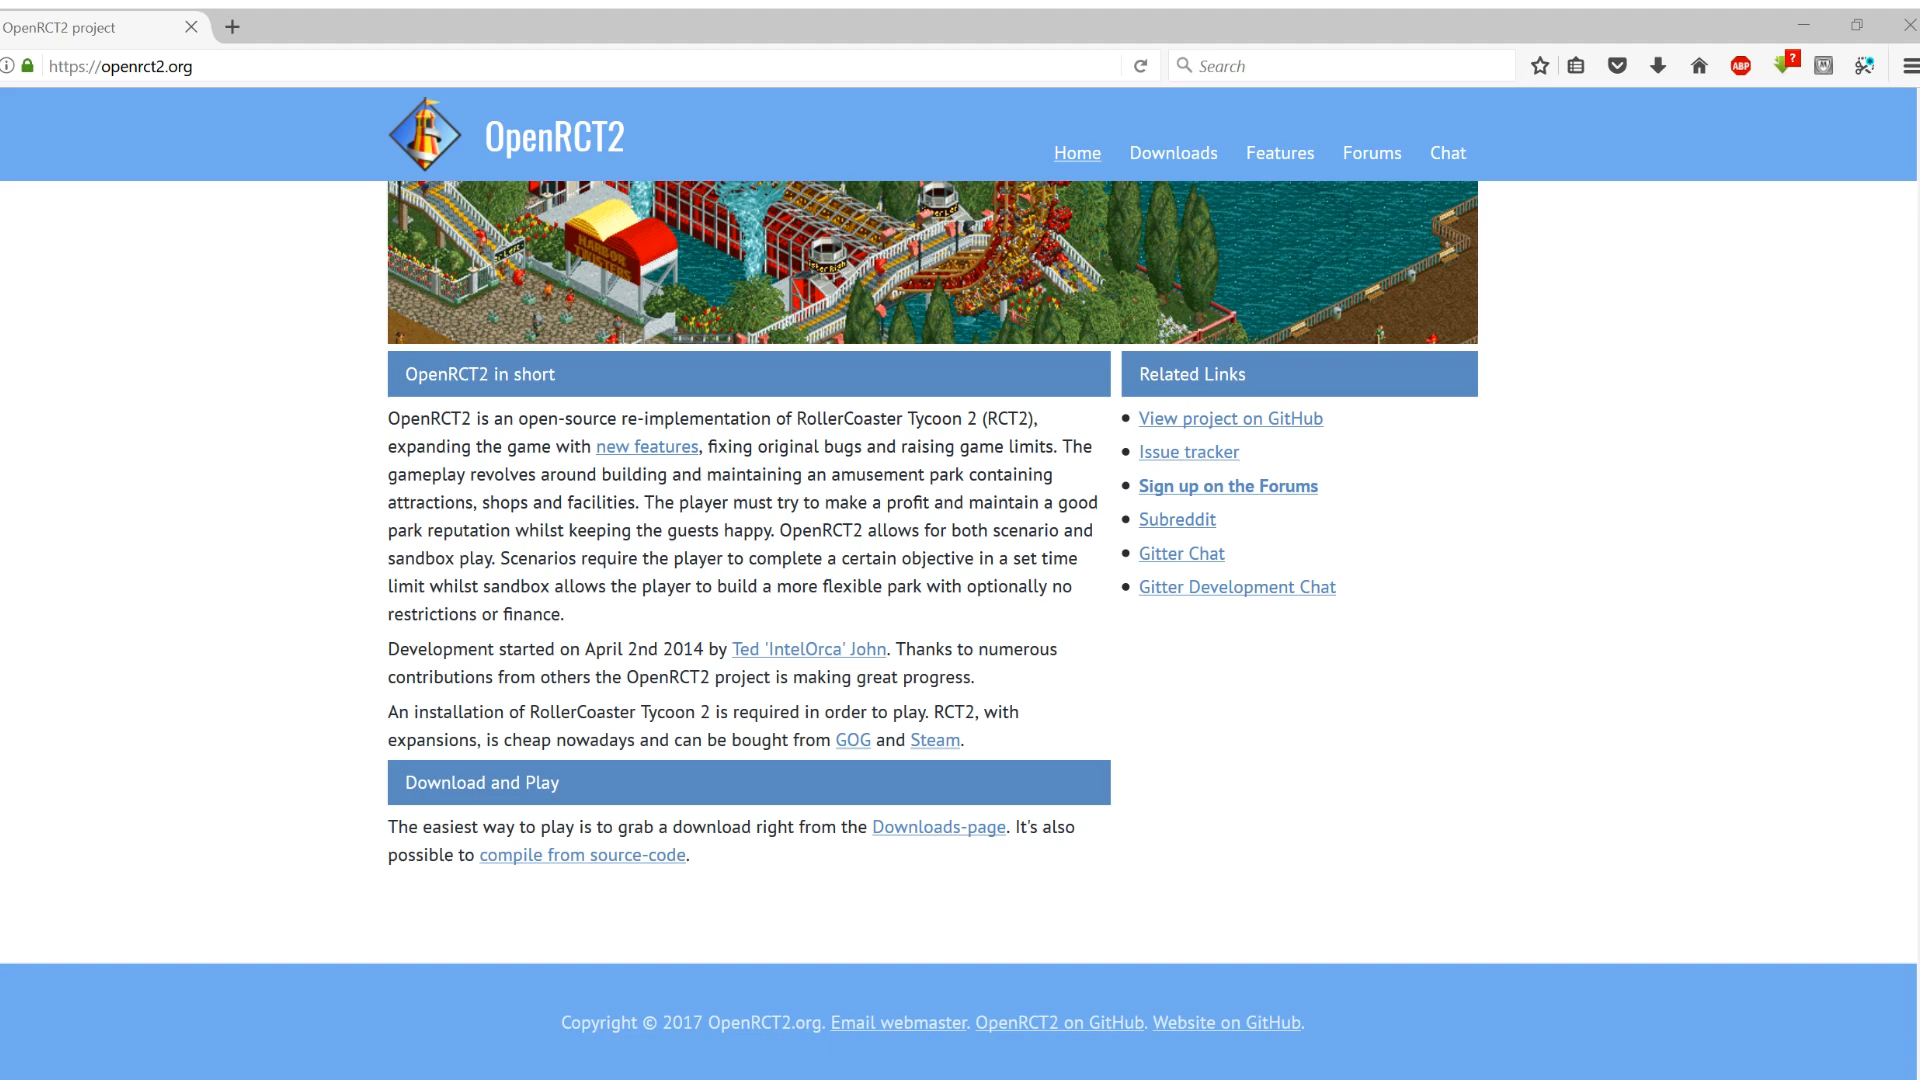 OpenRCT2 project
https://openrct2.org
Search
ABP
?
OpenRCT2
Home Downloads Features Forums Chat
HARBOR
TWISTERS
OpenRCT2 in short
OpenRCT2 is an open-source re-implementation of RollerCoaster Tycoon 2 (RCT2),
expanding the game with new features, fixing original bugs and raising game limits. The
gameplay revolves around building and maintaining an amusement park containing
attractions, shops and facilities. The player must try to make a profit and maintain a good
park reputation whilst keeping the guests happy. OpenRCT2 allows for both scenario and
sandbox play. Scenarios require the player to complete a certain objective in a set time
limit whilst sandbox allows the player to build a more flexible park with optionally no
restrictions or finance.
Development started on April 2nd 2014 by Ted 'IntelOrca' John. Thanks to numerous
contributions from others the OpenRCT2 project is making great progress.
An installation of RollerCoaster Tycoon 2 is required in order to play. RCT2, with
expansions, is cheap nowadays and can be bought from GOG and Steam.
Download and Play
The easiest way to play is to grab a download right from the Downloads-page. It's also
possible to compile from source-code.
Related Links
View project on GitHub
Issue tracker
Sign up on the Forums
Subreddit
Gitter Chat
Gitter Development Chat
Copyright © 2017 OpenRCT2.org. Email webmaster. OpenRCT2 on GitHub. Website on GitHub.